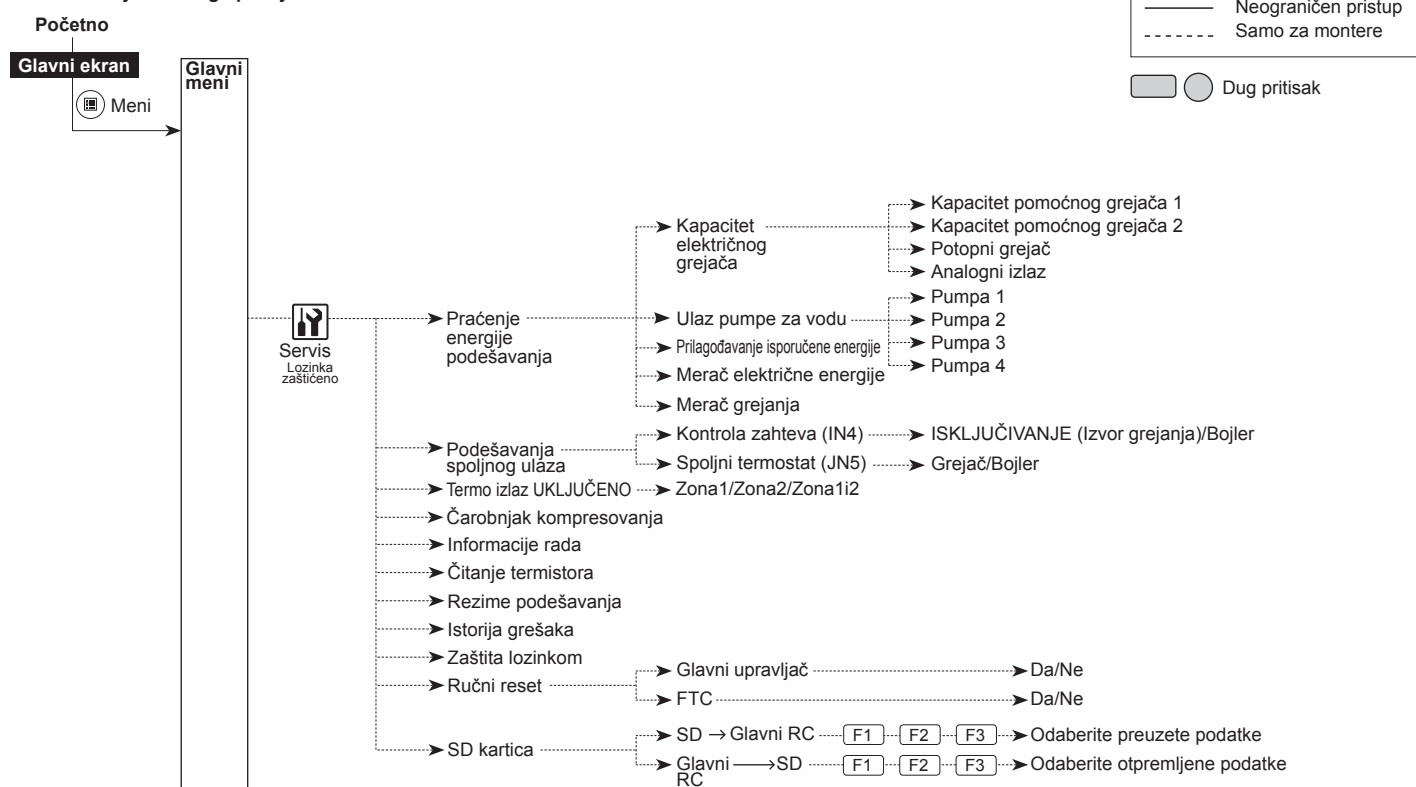 Neograničen pristup
Samo za montere
Dug pritisak
Početno
Glavni ekran
Meni
Glavni
meni
Servis
Lozinka
zaštićeno
Praćenje
energije
podešavanja
Kapacitet
električnog
grejača
Kapacitet pomoćnog grejača 1
Kapacitet pomoćnog grejača 2
Potopni grejač
Analogni izlaz
Ulaz pumpe za vodu
Pumpa 1
Pumpa 2
Pumpa 3
Pumpa 4
Prilagođavanje isporučene energije
Merač električne energije
Merač grejanja
Podešavanja
spoljnog ulaza
Kontrola zahteva (IN4)
ISKLJUČIVANJE (Izvor grejanja)/Bojler
Spoljni termostat (JN5)
Grejač/Bojler
Termo izlaz UKLJUČENO
Zona1/Zona2/Zona1i2
Čarobnjak kompresovanja
Informacije rada
Čitanje termistora
Rezime podešavanja
Istorija grešaka
Zaštita lozinkom
Ručni reset
Glavni upravljač
Da/Ne
FTC
Da/Ne
SD kartica
SD → Glavni RC F1 F2 F3 Odaberite preuzete podatke
Glavni → SD F1 F2 F3 Odaberite otpremljene podatke
RC